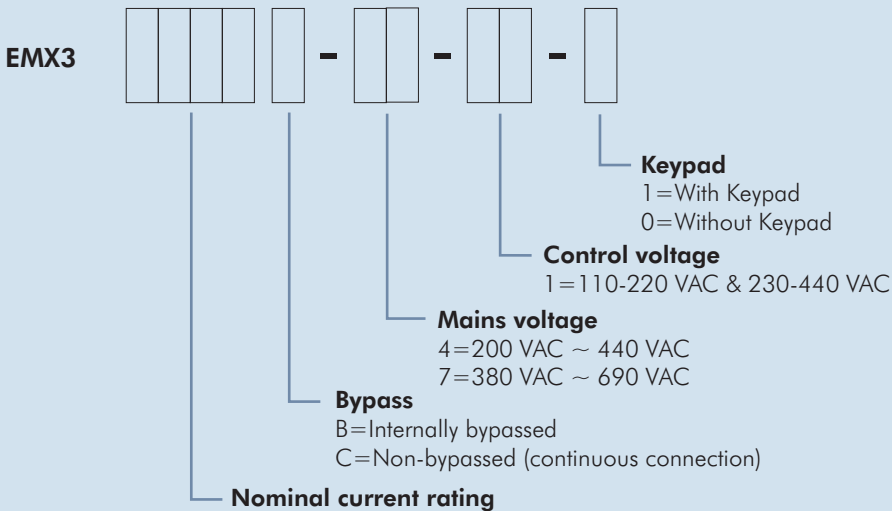 EMX3 - - -
Keypad
1=With Keypad
0=Without Keypad
Control voltage
1=110-220 VAC & 230-440 VAC
Mains voltage
4=200 VAC ~ 440 VAC
7=380 VAC ~ 690 VAC
Bypass
B=Internally bypassed
C=Non-bypassed (continuous connection)
Nominal current rating